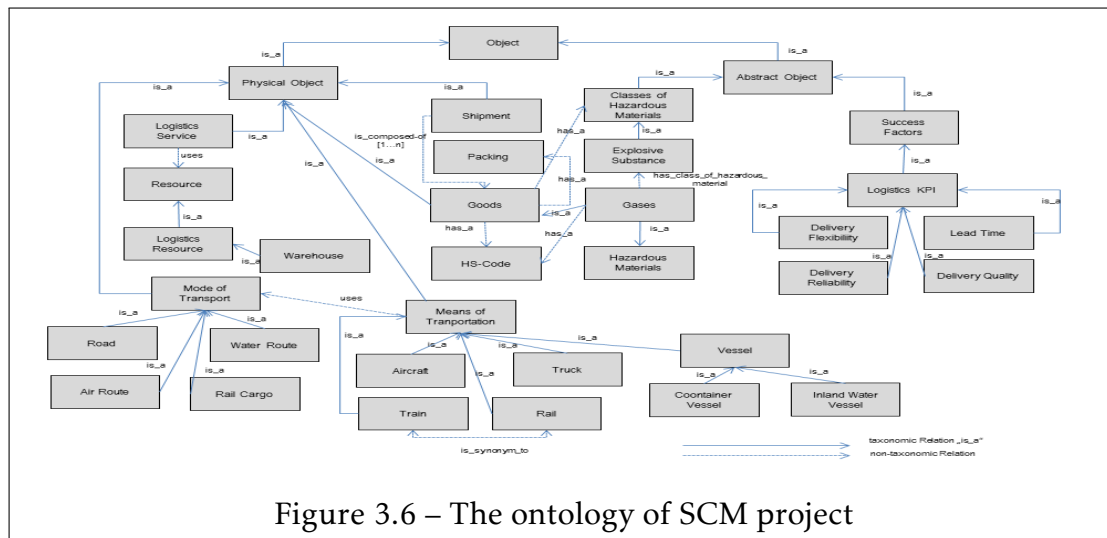 Object
is_a
is_a
Physical Object
is_a
Abstract Object
is_a
is_a
is_a
Classes of
Hazardous
Materials
Shipment
Logistics
Service
is_a
is_composed-of
[1...n]
has_a
is_a
Success
Factors
uses
Packing
Explosive
Substance
is_a
is_a
is_a
has_class_of_hazardous_
material
Resource
has_a
Logistics KPI
is_a
Goods
Gases
is_a
is_a
is_a
has_a
has_a
is_a
Delivery
Flexibility
Lead Time
Logistics
Resource
is_a
Warehouse
HS-Code
Hazardous
Materials
is_a
is_a
Delivery
Reliability
Delivery Quality
Mode of
Transport
uses
Means of
Tranportation
is_a
is_a
Road
Water Route
is_a
is_a
is_a
is_a
Vessel
is_a
is_a
Aircraft
Truck
is_a
is_a
is_a
Air Route
Rail Cargo
Train
Rail
Coontainer
Vessel
Inland Water
Vessel
is_synonym_to
taxonomic Relation „is_a“
non-taxonomic Relation
Figure 3.6 – The ontology of SCM project